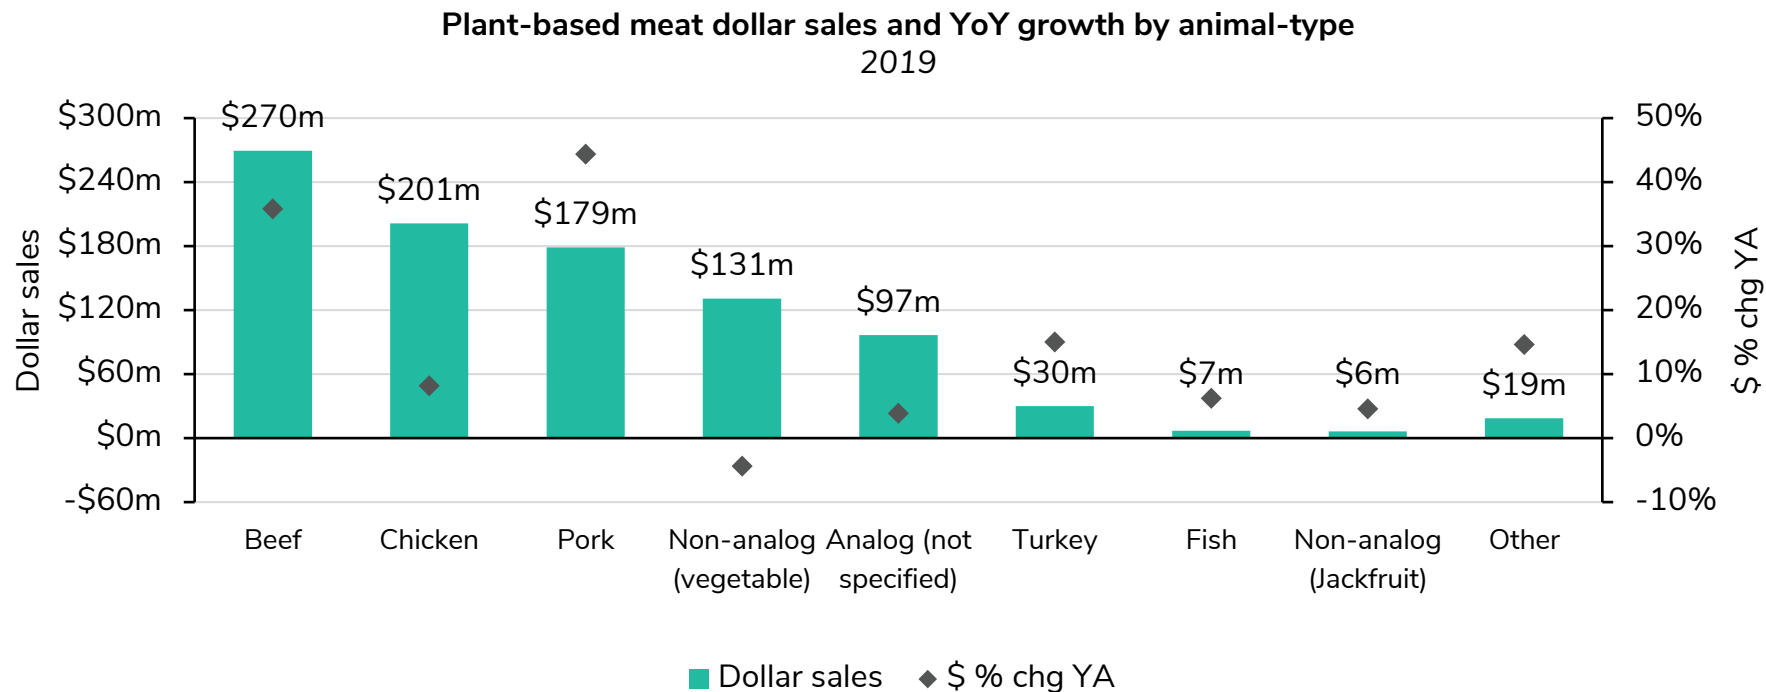 Plant-based meat dollar sales and YoY growth by animal-type
2019
$300m
$240m
$180m
$120m
$60m
$0m
-$60m
Dollar sales
$270m
$201m
$179m
$131m
$97m
$30m
$7m
$6m
$19m
50%
40%
30%
20%
10%
0%
-10%
$ % chg YA
Beef
Chicken
Pork
Non-analog
(vegetable)
Analog (not
specified)
Turkey
Fish
Non-analog
(Jackfruit)
Other
Dollar sales
$ % chg YA